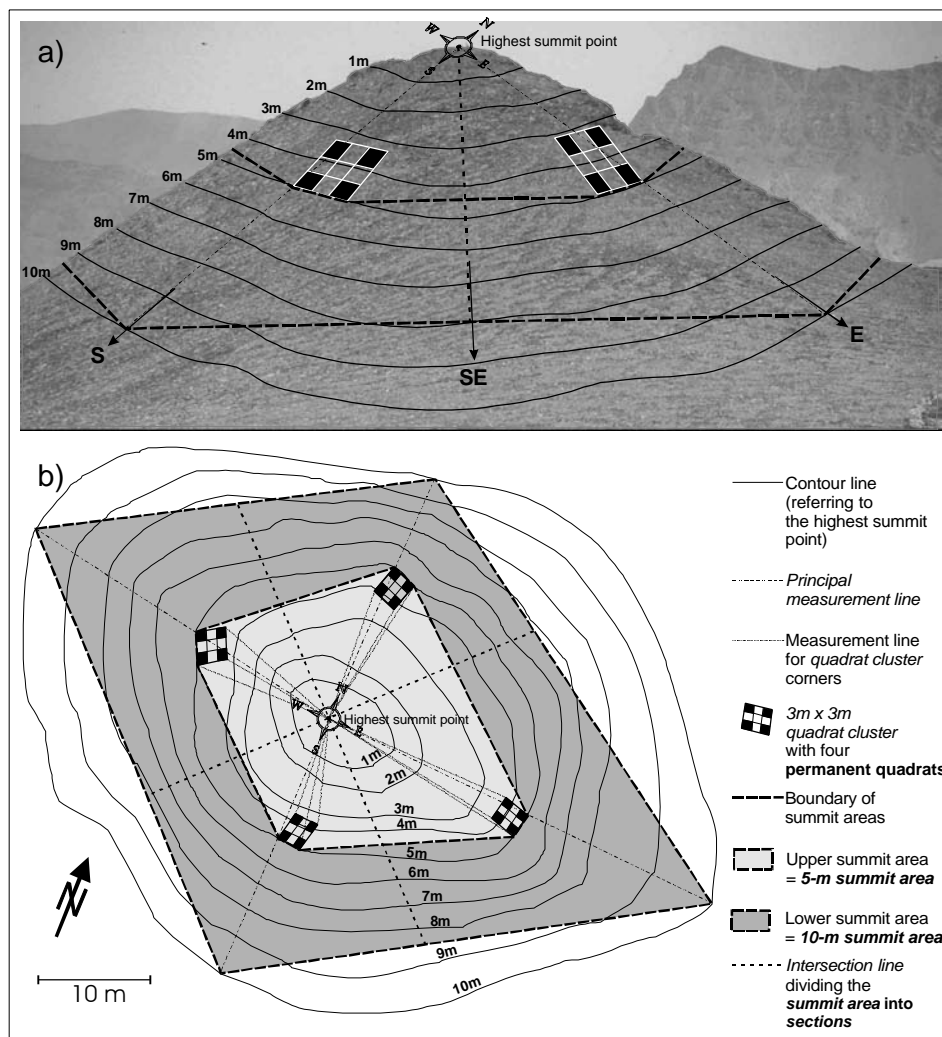 a)
W
N
Highest summit point
S
E
1m
2m
3m
4m
5m
6m
7m
8m
9m
10m
S
SE
E
b)
W
N
Highest summit point
S
E
1m
2m
3m
4m
5m
6m
7m
8m
9m
10m
N
10 m
Contour line
(referring to
the highest summit
point)
Principal
measurement line
Measurement line
for quadrat cluster
corners
3m x 3m
quadrat cluster
with four
permanent quadrats
Boundary of
summit areas
Upper summit area
= 5-m summit area
Lower summit area
= 10-m summit area
Intersection line
dividing the
summit area into
sections